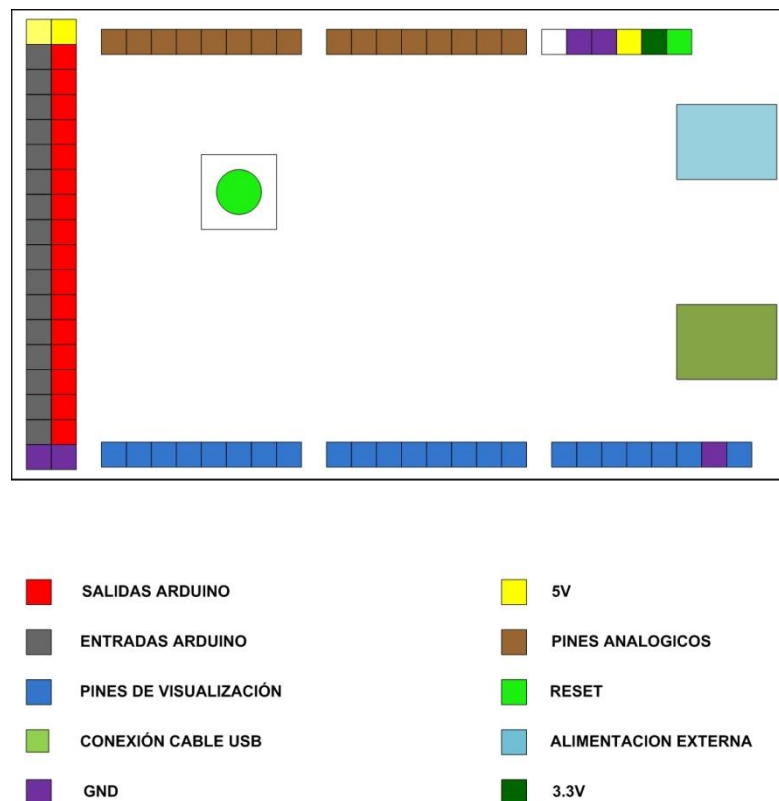 SALIDAS ARDUINO
5V
ENTRADAS ARDUINO
PINES ANALOGICOS
PINES DE VISUALIZACIÓN
RESET
CONEXIÓN CABLE USB
ALIMENTACION EXTERNA
GND
3.3V